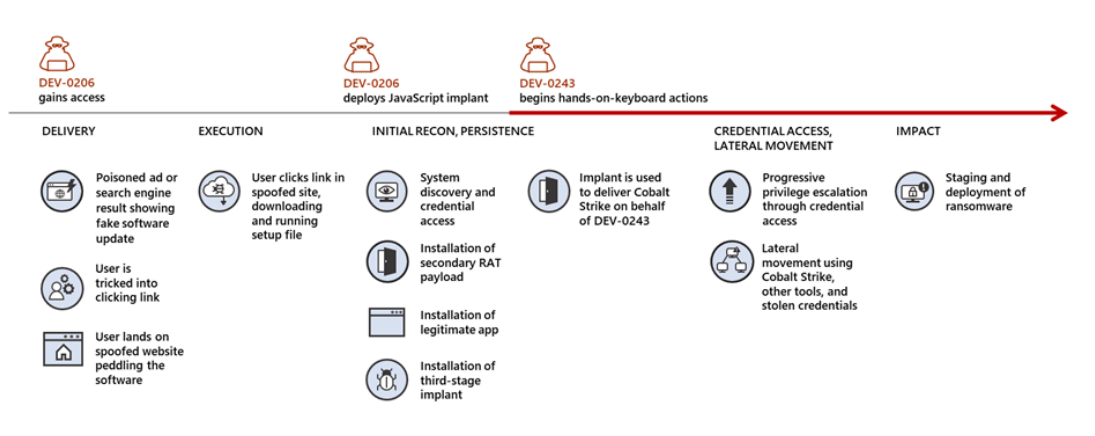 DEV-0206
gains access
DEV-0206
deploys JavaScript implant
DEV-0243
begins hands-on-keyboard actions
DELIVERY
EXECUTION
INITIAL RECON, PERSISTENCE
CREDENTIAL ACCESS,
LATERAL MOVEMENT
IMPACT
Poisoned ad or
search engine
result showing
fake software
update
User is
tricked into
clicking link
User lands on
spoofed website
peddling the
software
User clicks link in
spoofed site,
downloading
and running
setup file
System
discovery and
credential
access
Installation of
secondary RAT
payload
Installation of
legitimate app
Installation of
third-stage
implant
Implant is used
to deliver Cobalt
Strike on behalf
of DEV-0243
Progressive
privilege escalation
through credential
access
Lateral
movement using
Cobalt Strike,
other tools, and
stolen credentials
Staging and
deployment of
ransomware